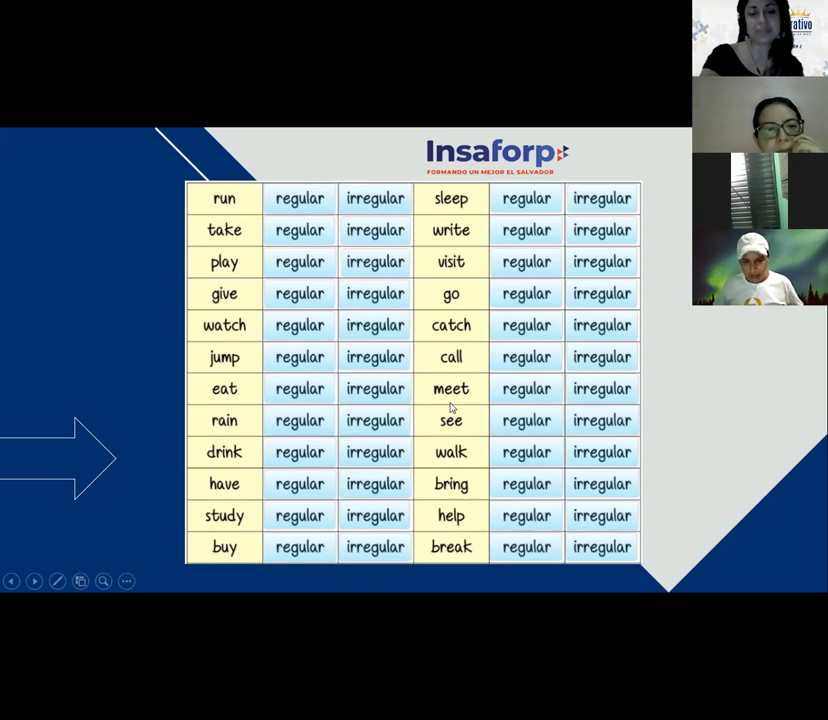 rativo
Insaforp
FORMANDO UN MEJOR EL SALVADOR
run regular irregular sleep regular irregular
take regular irregular write regular irregular
play regular irregular visit regular irregular
give regular irregular go regular irregular
watch regular irregular catch regular irregular
jump regular irregular call regular irregular
eat regular irregular meet regular irregular
rain regular irregular see regular irregular
drink regular irregular walk regular irregular
have regular irregular bring regular irregular
study regular irregular help regular irregular
buy regular irregular break regular irregular